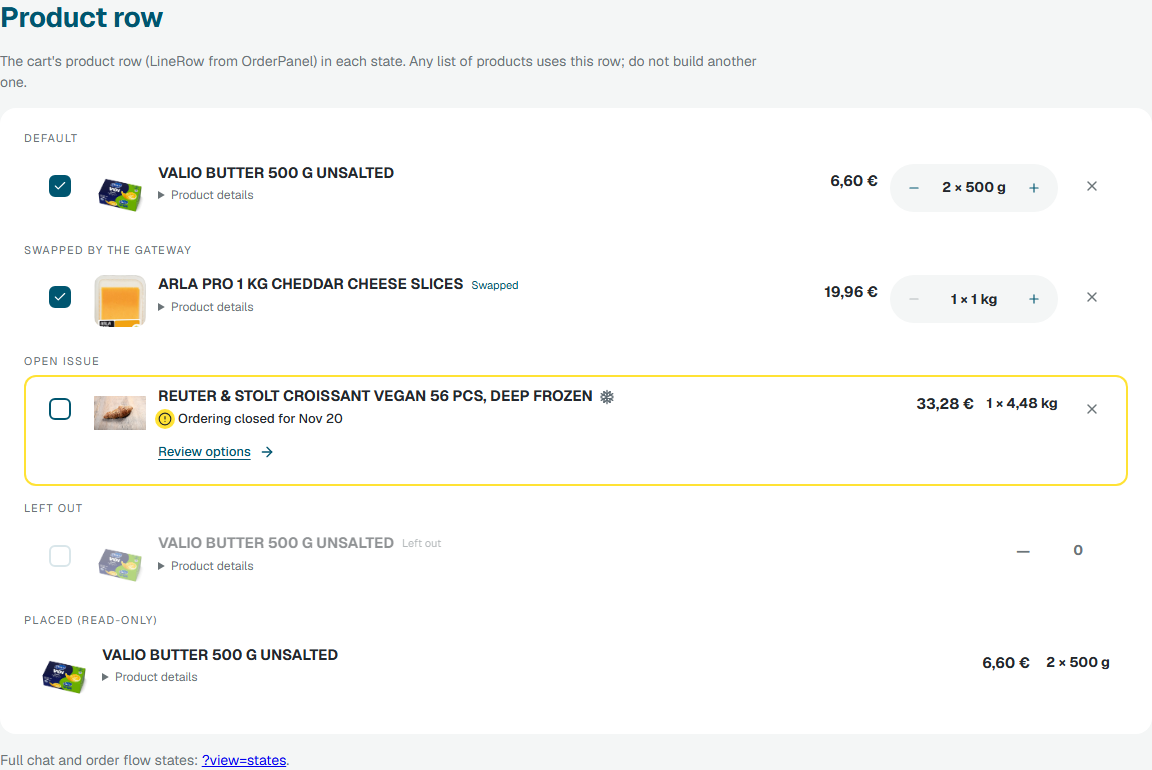 Product row
The cart's product row (LineRow from OrderPanel) in each state. Any list of products uses this row; do not build another
one.
DEFAULT
VALIO BUTTER 500 G UNSALTED
Product details
6,60 €
− 2 × 500 g +
SWAPPED BY THE GATEWAY
ARLA PRO 1 KG CHEDDAR CHEESE SLICES Swapped
Product details
19,96 €
− 1 × 1 kg +
OPEN ISSUE
REUTER & STOLT CROISSANT VEGAN 56 PCS, DEEP FROZEN
Ordering closed for Nov 20
Review options →
33,28 € 1 × 4,48 kg
LEFT OUT
VALIO BUTTER 500 G UNSALTED Left out
Product details
— 0
PLACED (READ-ONLY)
VALIO BUTTER 500 G UNSALTED
Product details
6,60 € 2 × 500 g
Full chat and order flow states: ?view=states.